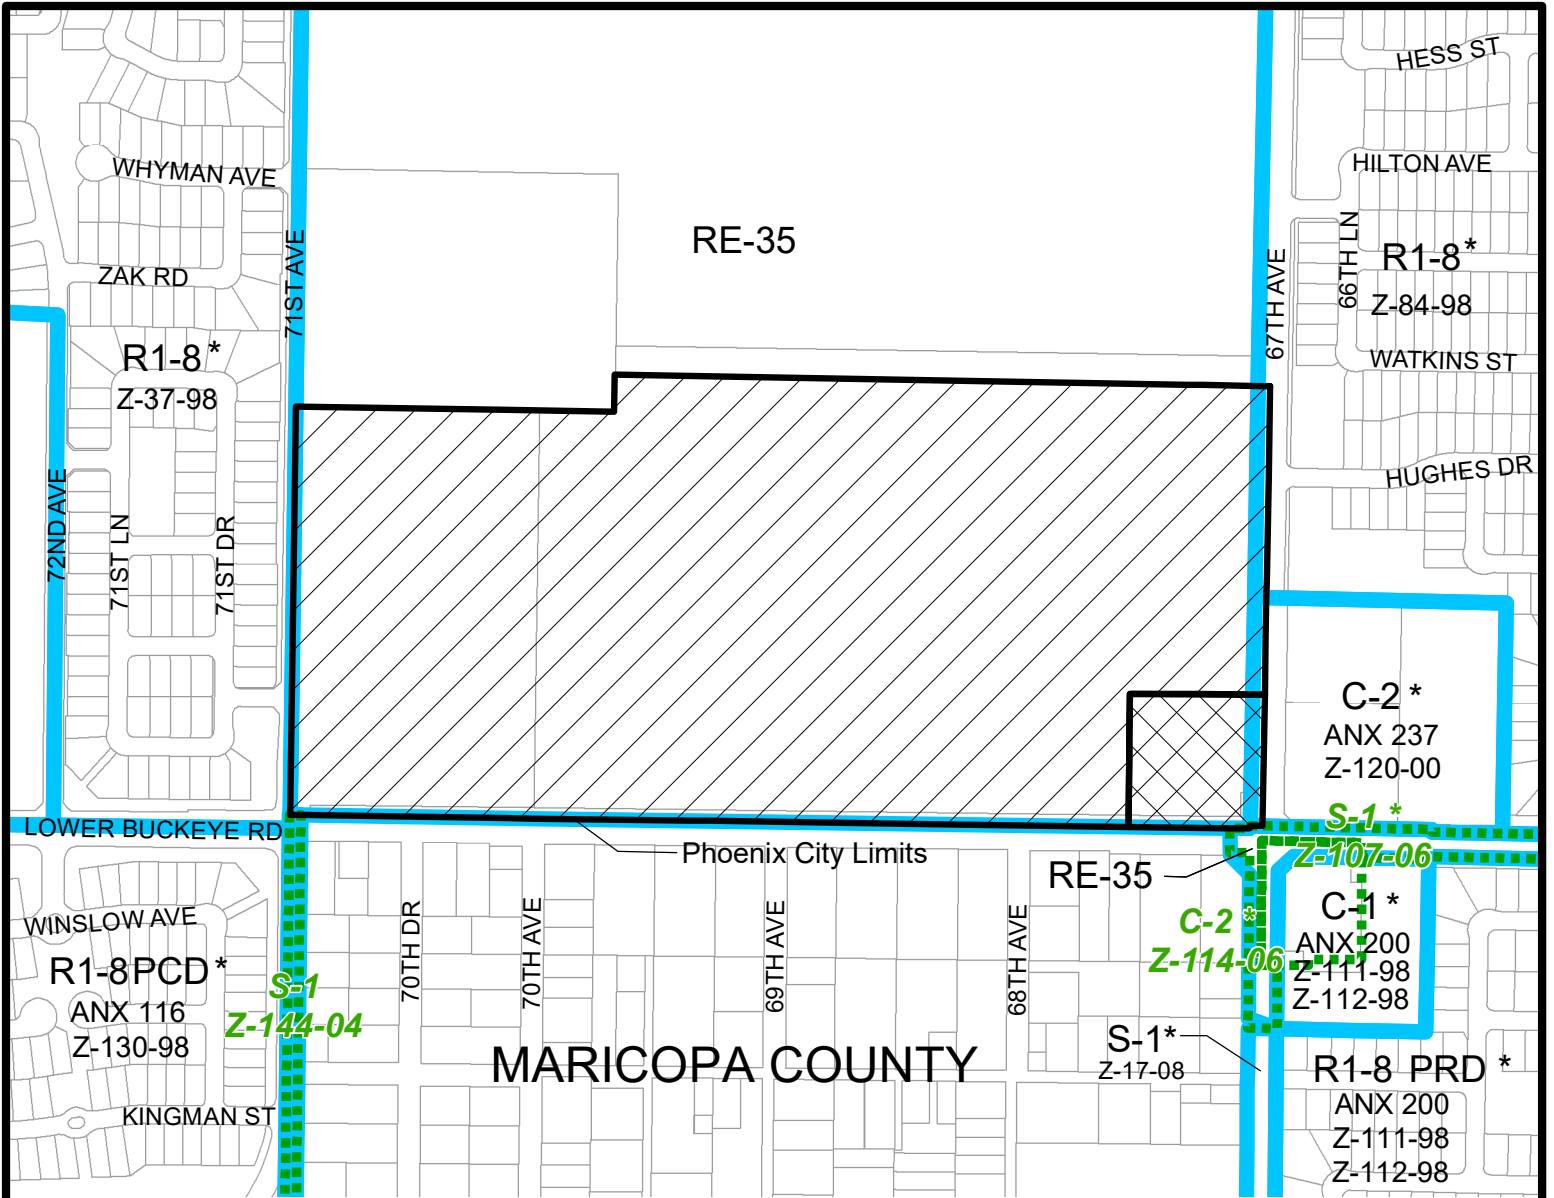 HESS ST
WHYMAN AVE
HILTON AVE
RE-35
66TH LN
R1-8*
71ST AVE
67TH AVE
ZAK RD
Z-84-98
R1-8*
WATKINS ST
Z-37-98
HUGHES DR
72ND AVE
71ST LN
71ST DR
C-2 *
ANX 237
Z-120-00
S-1 *
LOWER BUCKEYE RD
Phoenix City Limits
Z-107-06
RE-35
C-1 *
WINSLOW AVE
C-2 *
70TH DR
70TH AVE
69TH AVE
68TH AVE
ANX 200
Z-114-06
R1-8PCD*
Z-111-98
S-1
Z-112-98
ANX 116
Z-144-04
Z-130-98
S-1*
MARICOPA COUNTY
Z-17-08
R1-8 PRD *
ANX 200
KINGMAN ST
Z-111-98
Z-112-98